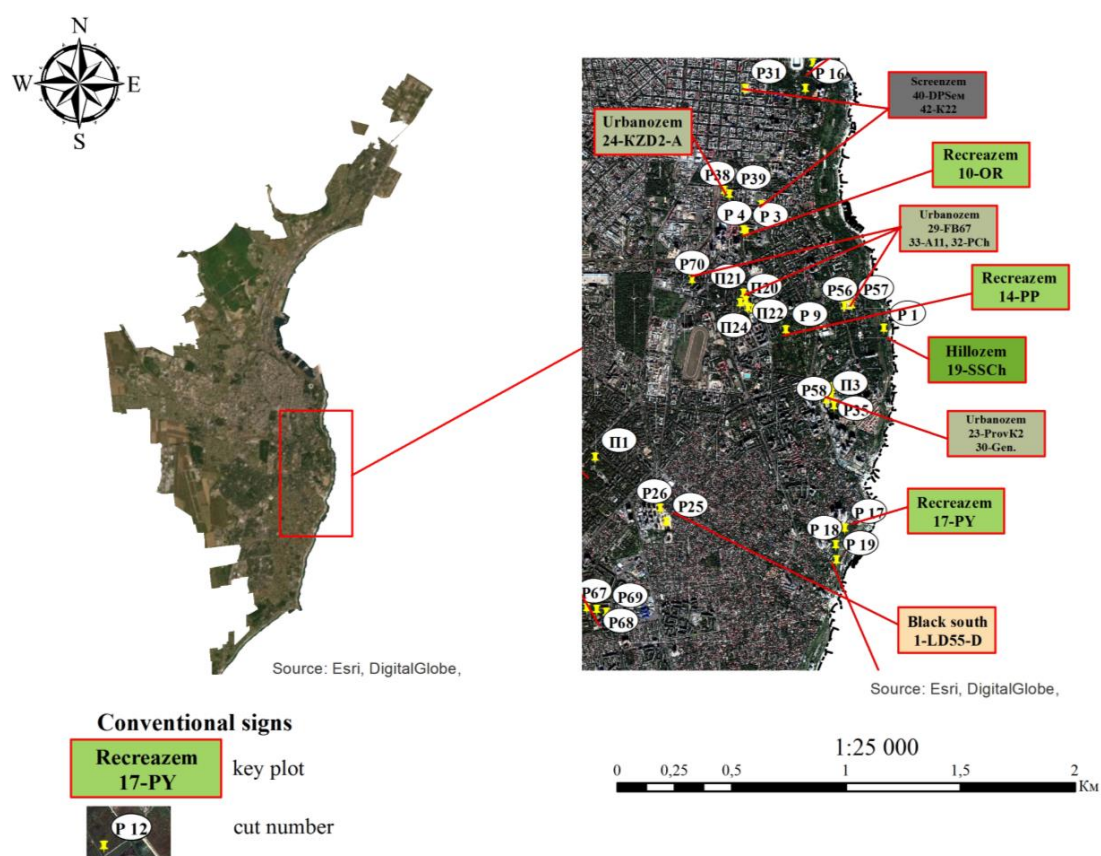 N
W E
S
P31
P 16
Screenzem
40-DPSем
42-K22
Urbanozem
24-KZD2-A
P38
P39
Recreazem
10-OR
P 4
P 3
Urbanozem
29-FB67
33-A11, 32-PCh
P70
П21
П20
P56
P57
Recreazem
14-PP
П22
P 9
P 1
П24
Hillozem
19-SSCh
P58
П3
P35
Urbanozem
23-ProvK2
30-Gen.
П1
P26
P25
Recreazem
17-PY
P 17
P 18
P 19
P67
P69
P68
Black south
1-LD55-D
Source: Esri, DigitalGlobe,
Source: Esri, DigitalGlobe,
Conventional signs
Recreazem
17-PY
key plot
P 12
cut number
1:25 000
0 0,25 0,5 1 1,5 2
Км